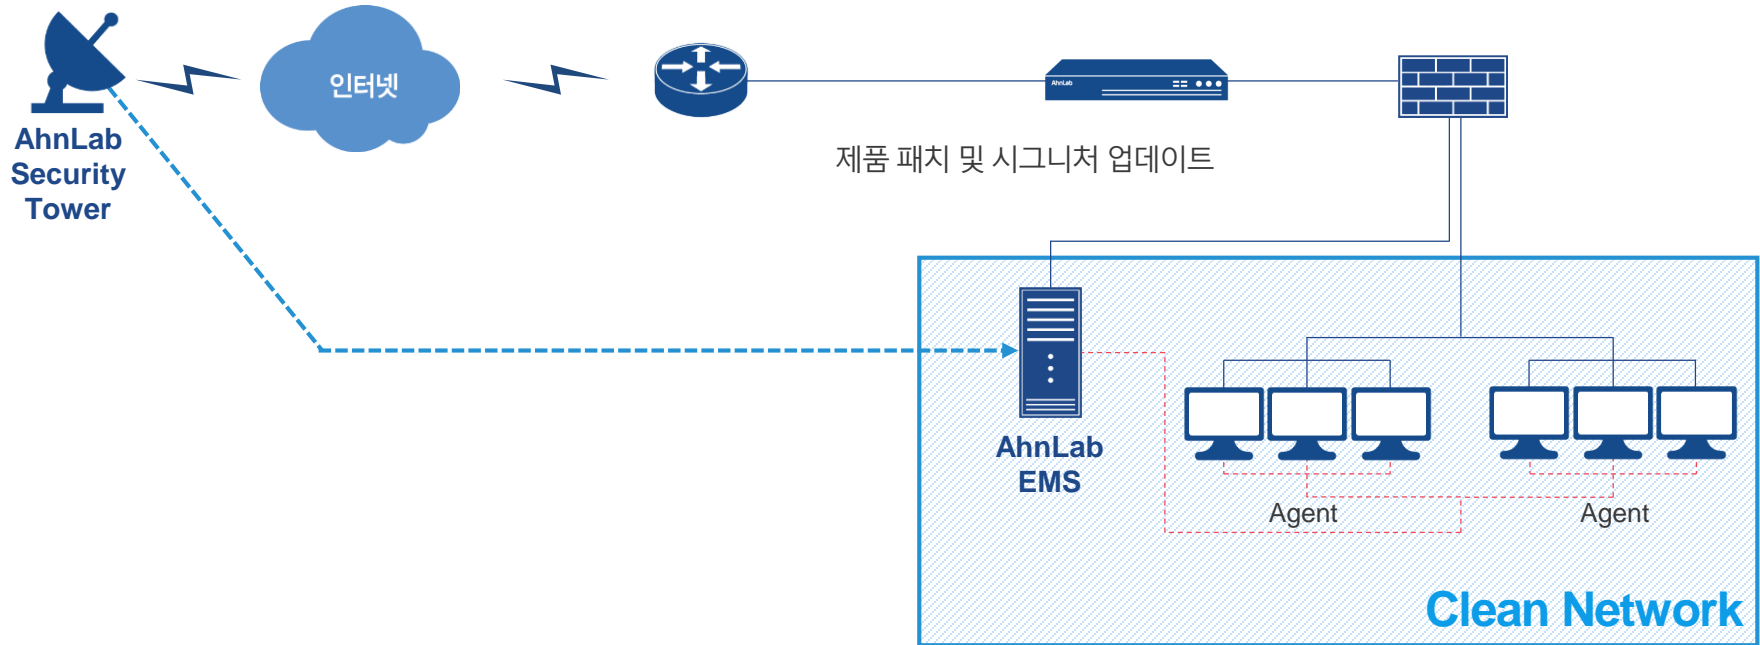 인터넷
AhnLab
Security
Tower
AhnLab
제품 패치 및 시그니처 업데이트
AhnLab
EMS
Agent
Agent
Clean Network